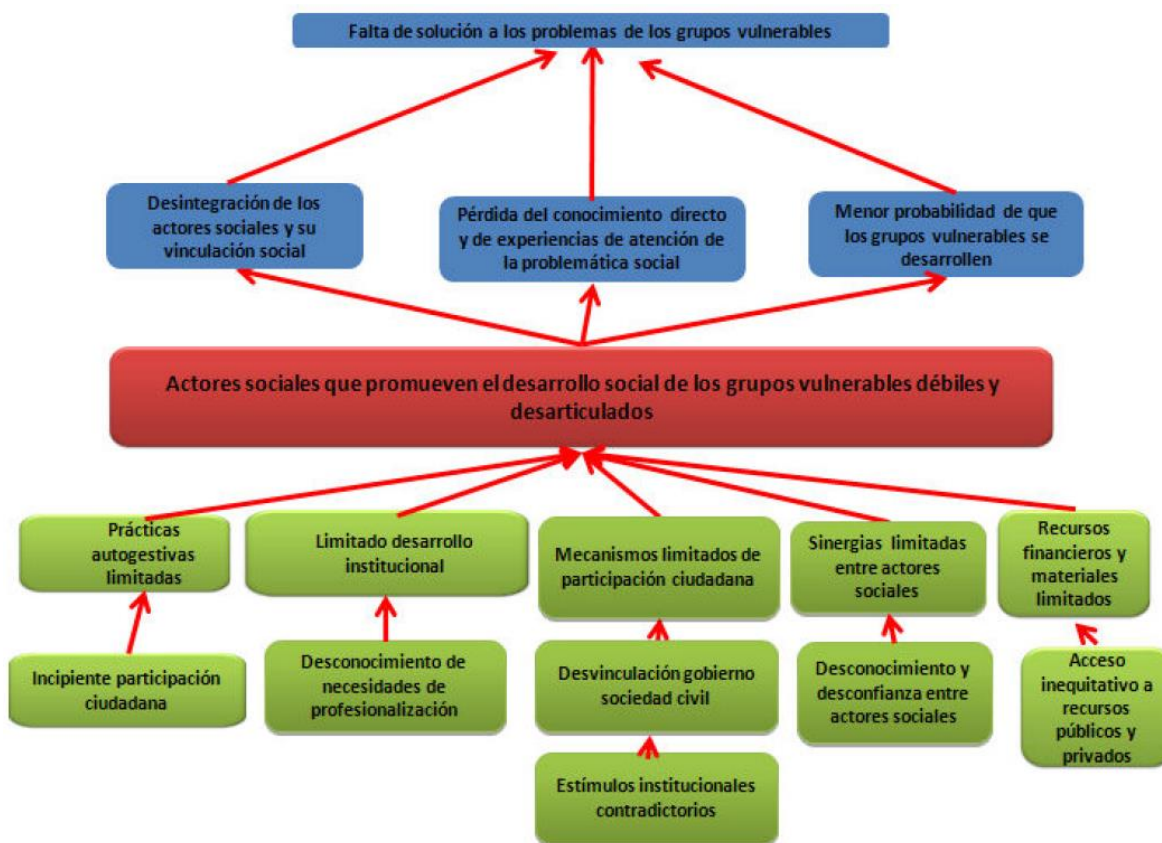 Falta de solución a los problemas de los grupos vulnerables
Desintegración de los
actores sociales y su
vinculación social
Pérdida del conocimiento directo
y de experiencias de atención de
la problemática social
Menor probabilidad de que
los grupos vulnerables se
desarrollen
Actores sociales que promueven el desarrollo social de los grupos vulnerables débiles y
desarticulados
Prácticas
autogestivas
limitadas
Limitado desarrollo
institucional
Mecanismos limitados de
participación ciudadana
Sinergias limitadas
entre actores
sociales
Recursos
financieros y
materiales
limitados
Incipiente participación
ciudadana
Desconocimiento de
necesidades de
profesionalización
Desvinculación gobierno
sociedad civil
Desconocimiento y
desconfianza entre
actores sociales
Acceso
inequitativo a
recursos
públicos y
privados
Estímulos institucionales
contradictorios